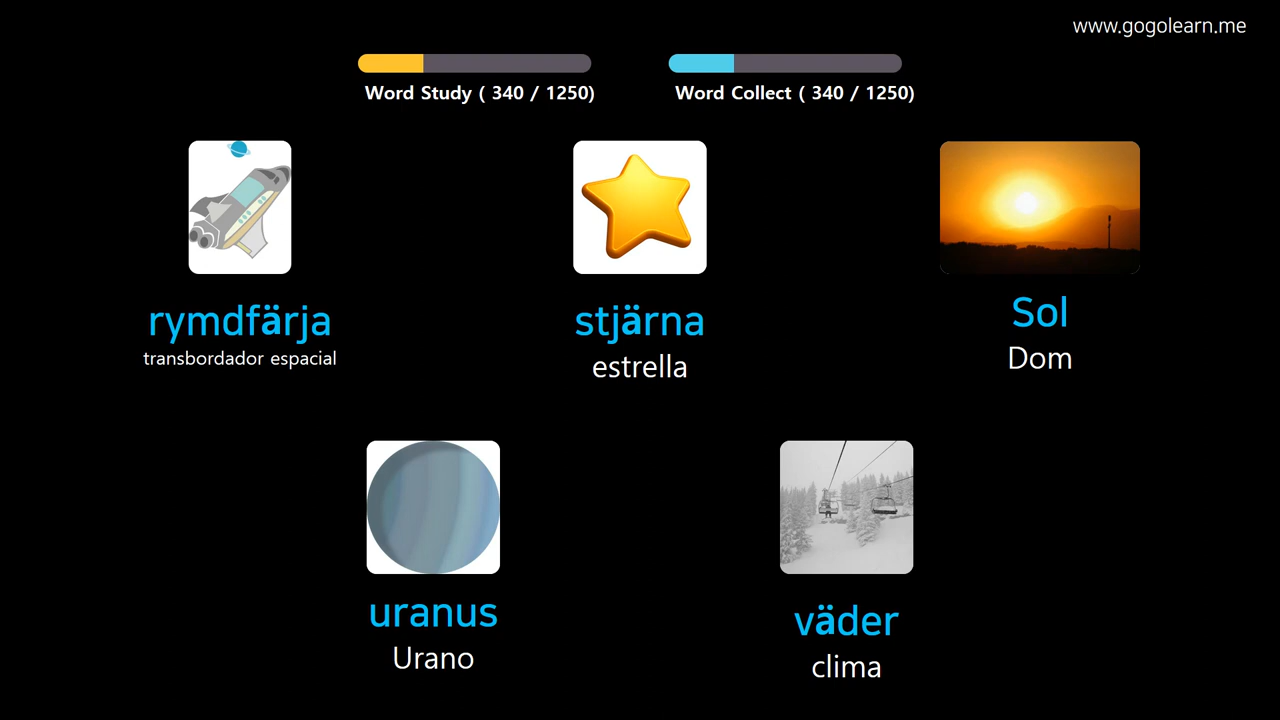 www.gogolearn.me
Word Study ( 340 / 1250)
Word Collect ( 340 / 1250)
rymdfärja
transbordador espacial
stjärna
estrella
Sol
Dom
uranus
Urano
väder
clima